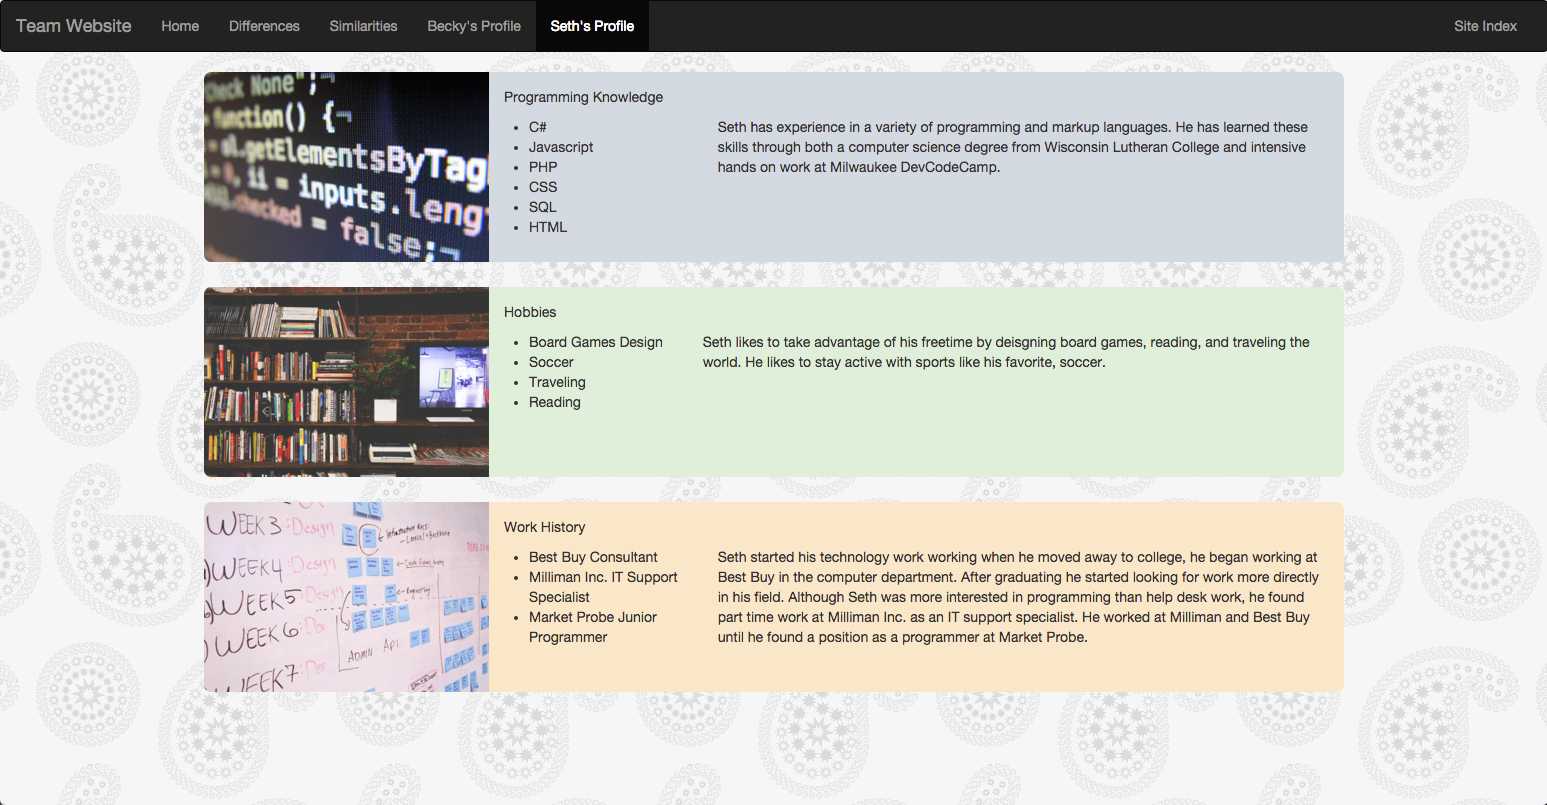 Team Website Home Differences Similarities Becky's Profile Seth's Profile Site Index
Check None";¬
function() {¬
getElementsByTag
ii = inputs.leng
checked = false;¬
Programming Knowledge
• C#
• Javascript
• PHP
• CSS
• SQL
• HTML
Seth has experience in a variety of programming and markup languages. He has learned these
skills through both a computer science degree from Wisconsin Lutheran College and intensive
hands on work at Milwaukee DevCodeCamp.
Hobbies
• Board Games Design
• Soccer
• Traveling
• Reading
Seth likes to take advantage of his freetime by deisgning board games, reading, and traveling the
world. He likes to stay active with sports like his favorite, soccer.
WEEK3 :Design
WEEK4 :Design
WEEK5 :Dev
WEEK6 :Dev
WEEK7 :Dev
ADMIN API
Work History
• Best Buy Consultant
• Milliman Inc. IT Support
Specialist
• Market Probe Junior
Programmer
Seth started his technology work working when he moved away to college, he began working at
Best Buy in the computer department. After graduating he started looking for work more directly
in his field. Although Seth was more interested in programming than help desk work, he found
part time work at Milliman Inc. as an IT support specialist. He worked at Milliman and Best Buy
until he found a position as a programmer at Market Probe.